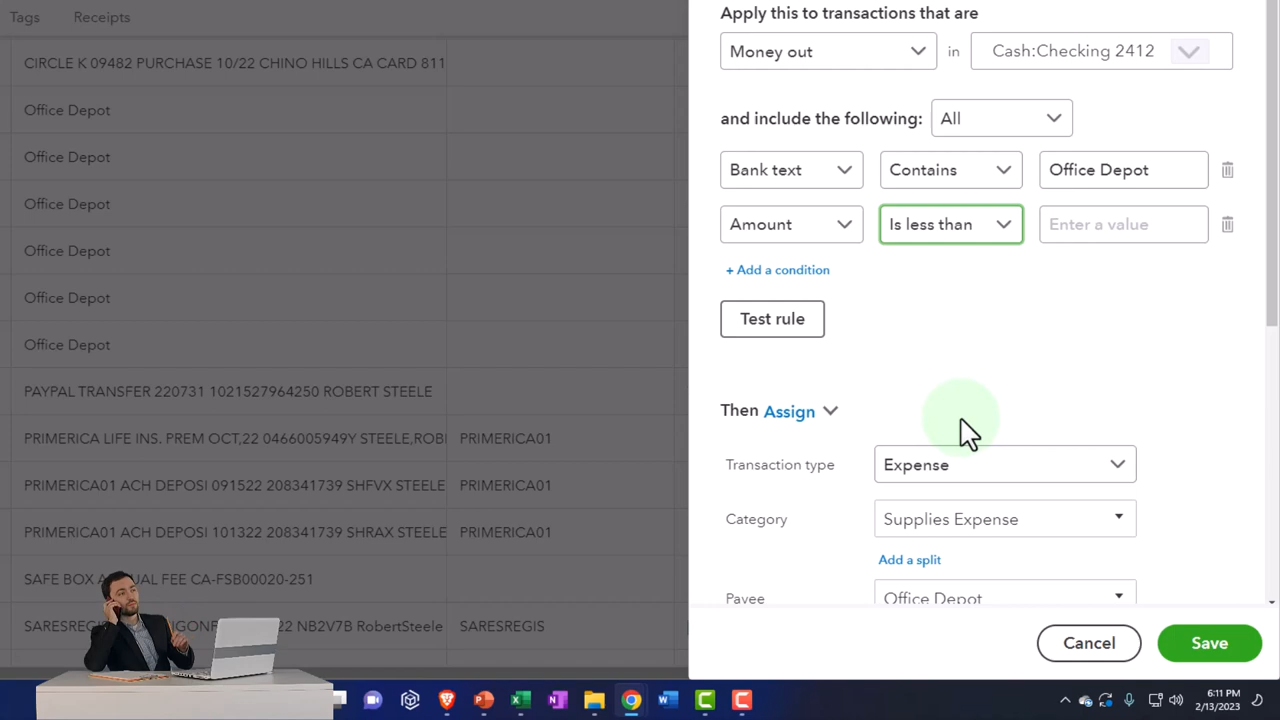 Tags Receipts
CIRCLE K 09482 PURCHASE 10/22 CHINO HILLS CA CARD 811
Office Depot
Office Depot
Office Depot
Office Depot
Office Depot
Office Depot
PAYPAL TRANSFER 220731 1021527964250 ROBERT STEELE
PRIMERICA LIFE INS. PREM OCT,22 0466005949Y STEELE,ROBI PRIMERICA01
PRIMERICA01 ACH DEPOSI 091522 208341739 SHFVX STEELE PRIMERICA01
PRIMERICA01 ACH DEPOSI 101322 208341739 SHRAX STEELE PRIMERICA01
SAFE BOX A UAL FEE CA-FSB00020-251
SARESREGI 22 NB2V7B RobertSteele SARESREGIS
Apply this to transactions that are
Money out in Cash:Checking 2412
and include the following: All
Bank text Contains Office Depot
Amount Is less than Enter a value
+ Add a condition
Test rule
Then Assign
Transaction type Expense
Category Supplies Expense
Add a split
Payee Office Depot
Cancel Save
6:11 PM
2/13/2023